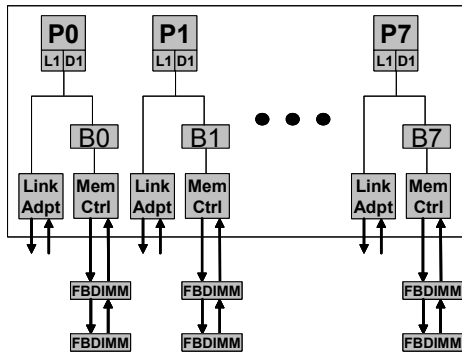 P0 P1 P7
L1 D1 L1 D1 L1 D1
B0 B1 B7
Link Adpt Mem Ctrl Link Adpt Mem Ctrl Link Adpt Mem Ctrl
FBDIMM FBDIMM FBDIMM
FBDIMM FBDIMM FBDIMM